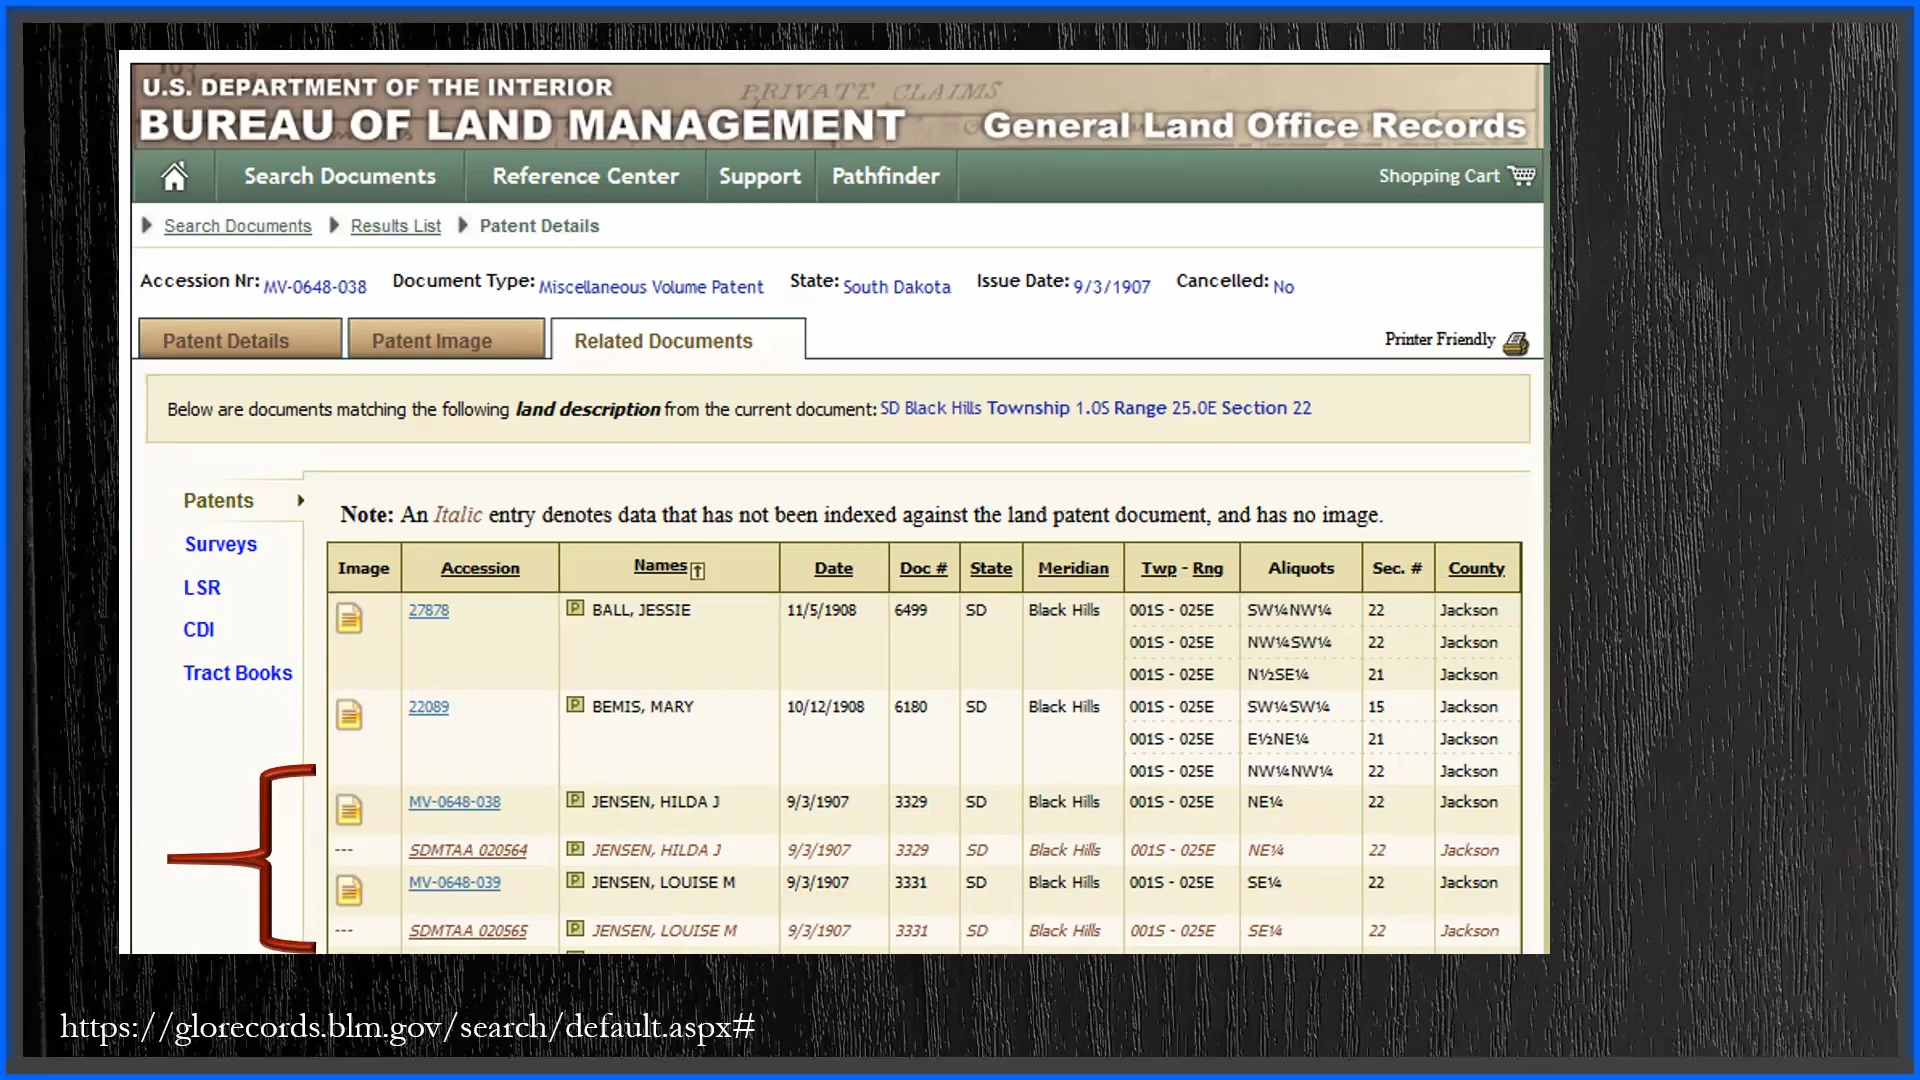 U.S. DEPARTMENT OF THE INTERIOR
PRIVATE CLAIMS
BUREAU OF LAND MANAGEMENT General Land Office Records
Search Documents Reference Center Support Pathfinder Shopping Cart
Search Documents Results List Patent Details
Accession Nr: MV-0648-038 Document Type: Miscellaneous Volume Patent State: South Dakota Issue Date: 9/3/1907 Cancelled: No
Patent Details Patent Image Related Documents Printer Friendly
Below are documents matching the following land description from the current document: SD Black Hills Township 1.0S Range 25.0E Section 22
Patents
Surveys
LSR
CDI
Tract Books
Note: An Italic entry denotes data that has not been indexed against the land patent document, and has no image.
Image Accession Names Date Doc # State Meridian Twp - Rng Aliquots Sec. # County
27878 P BALL, JESSIE 11/5/1908 6499 SD Black Hills 001S - 025E SW¼NW¼ 22 Jackson
001S - 025E NW¼SW¼ 22 Jackson
001S - 025E N½SE¼ 21 Jackson
22089 P BEMIS, MARY 10/12/1908 6180 SD Black Hills 001S - 025E SW¼SW¼ 15 Jackson
001S - 025E E½NE¼ 21 Jackson
001S - 025E NW¼NW¼ 22 Jackson
MV-0648-038 P JENSEN, HILDA J 9/3/1907 3329 SD Black Hills 001S - 025E NE¼ 22 Jackson
--- SDMTAA 020564 P JENSEN, HILDA J 9/3/1907 3329 SD Black Hills 001S - 025E NE¼ 22 Jackson
MV-0648-039 P JENSEN, LOUISE M 9/3/1907 3331 SD Black Hills 001S - 025E SE¼ 22 Jackson
--- SDMTAA 020565 P JENSEN, LOUISE M 9/3/1907 3331 SD Black Hills 001S - 025E SE¼ 22 Jackson
https://glorecords.blm.gov/search/default.aspx#